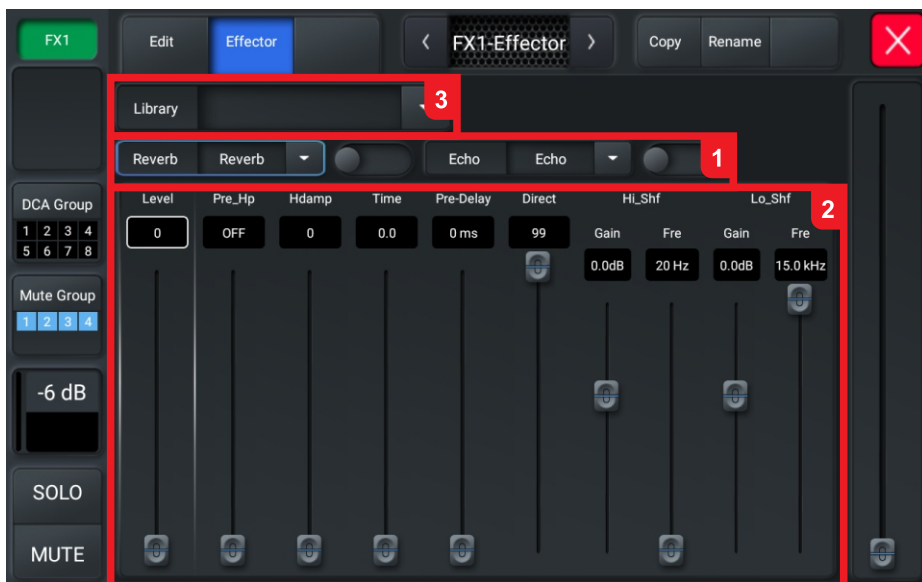 FX1 Edit Effector FX1-Effector Copy Rename
Library 3
Reverb Reverb Echo Echo 1
DCA Group
1 2 3 4
5 6 7 8
Mute Group
1 2 3 4
-6 dB
SOLO
MUTE
Level Pre_Hp Hdamp Time Pre-Delay Direct Hi_Shf Lo_Shf 2
Gain Fre Gain Fre
0 OFF 0 0.0 0 ms 99 0.0dB 20 Hz 0.0dB 15.0 kHz